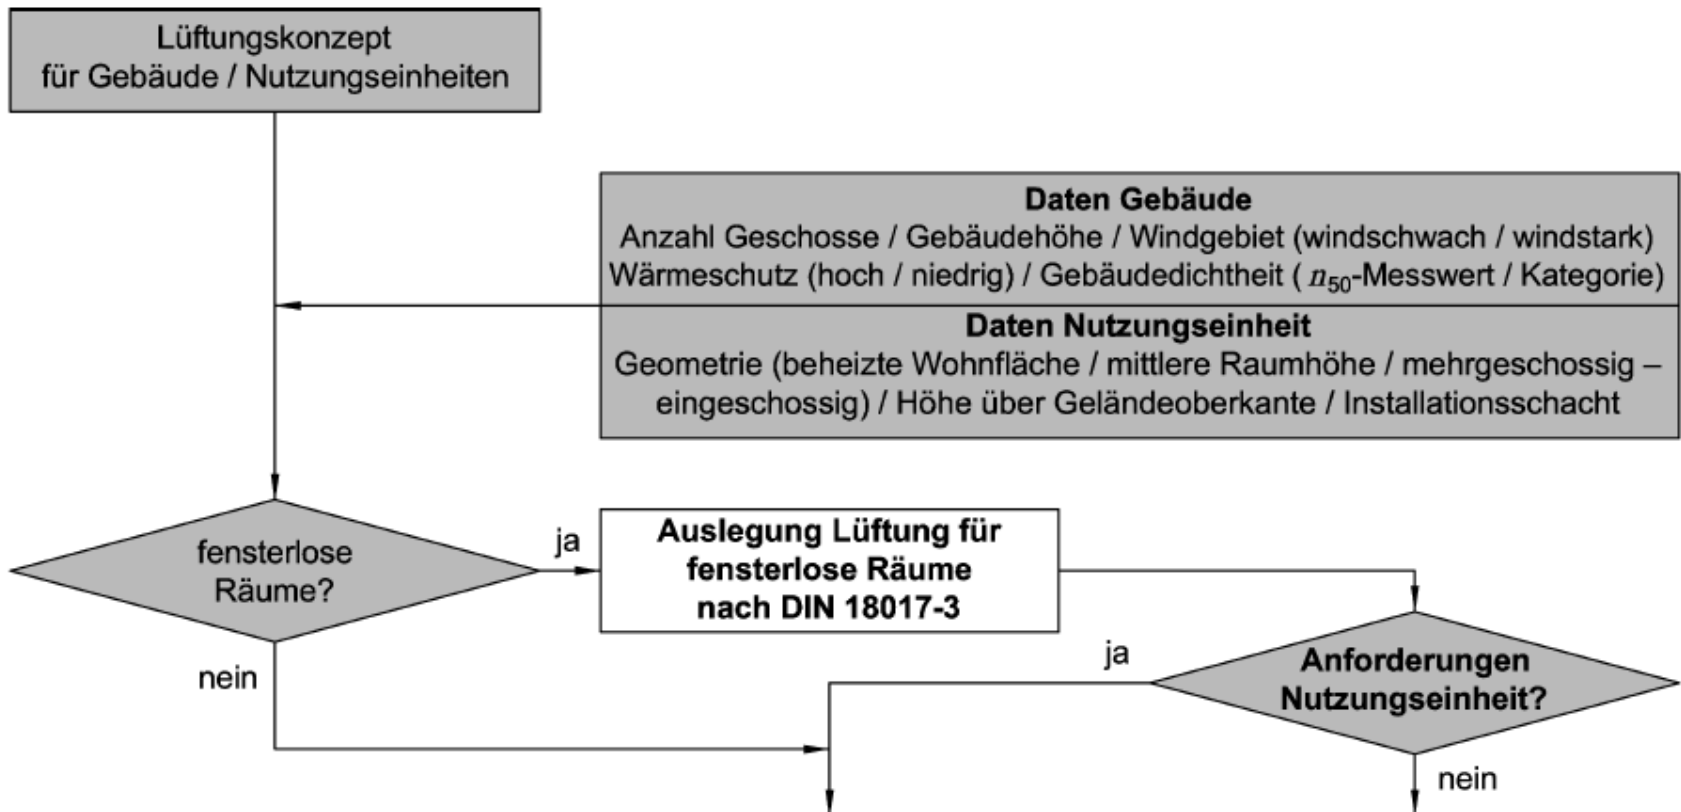 Lüftungskonzept
für Gebäude / Nutzungseinheiten
Daten Gebäude
Anzahl Geschosse / Gebäudehöhe / Windgebiet (windschwach / windstark)
Wärmeschutz (hoch / niedrig) / Gebäudedichtheit ( n50-Messwert / Kategorie)
Daten Nutzungseinheit
Geometrie (beheizte Wohnfläche / mittlere Raumhöhe / mehrgeschossig –
eingeschossig) / Höhe über Geländeoberkante / Installationsschacht
fensterlose
Räume?
ja
Auslegung Lüftung für
fensterlose Räume
nach DIN 18017-3
nein
ja
Anforderungen
Nutzungseinheit?
nein